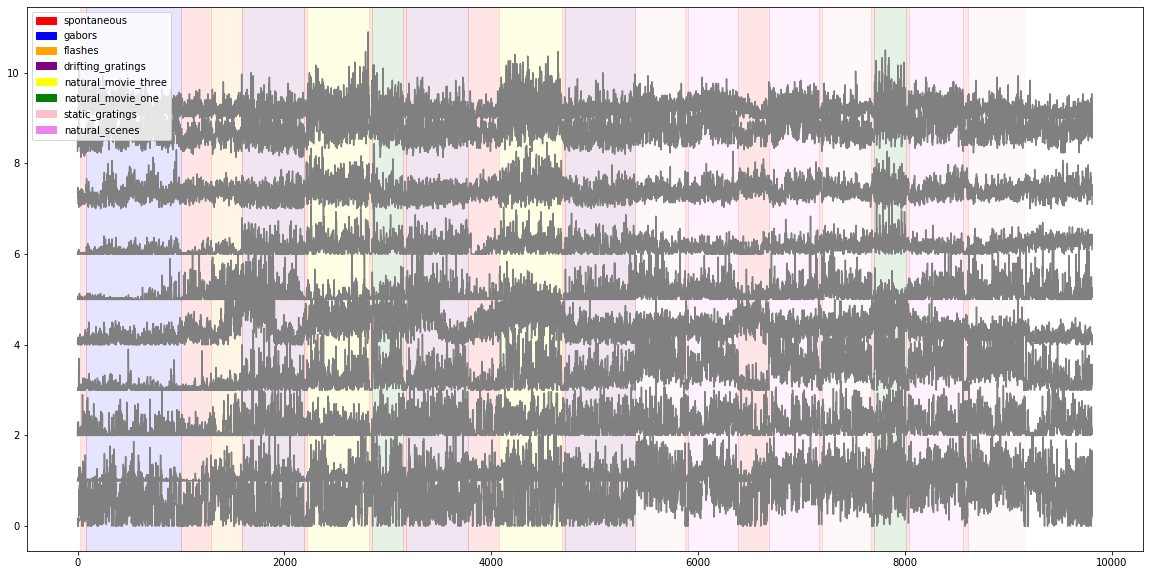 spontaneous
gabors
flashes
drifting_gratings
natural_movie_three
natural_movie_one
static_gratings
natural_scenes
10
8
6
4
2
0
0 2000 4000 6000 8000 10000